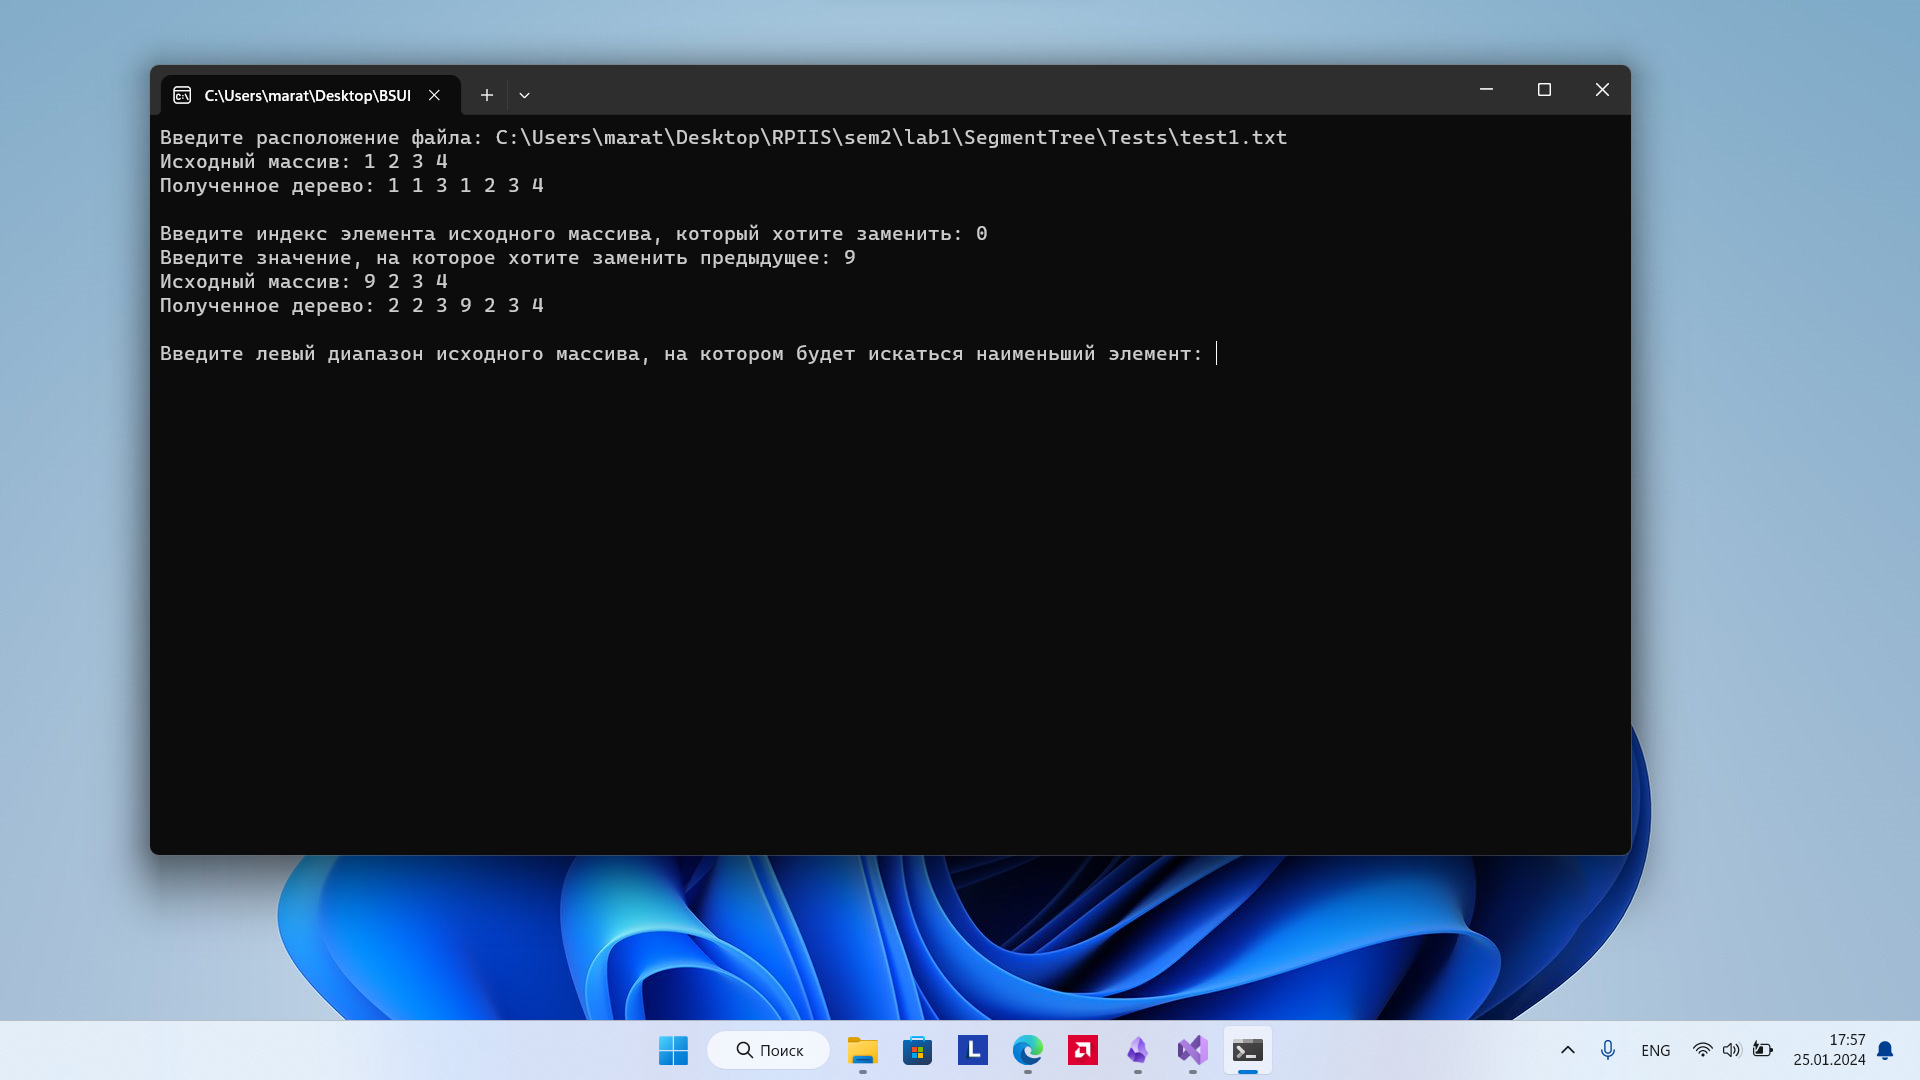 C:\Users\marat\Desktop\BSUI
Введите расположение файла: C:\Users\marat\Desktop\RPIIS\sem2\lab1\SegmentTree\Tests\test1.txt
Исходный массив: 1 2 3 4
Полученное дерево: 1 1 3 1 2 3 4
Введите индекс элемента исходного массива, который хотите заменить: 0
Введите значение, на которое хотите заменить предыдущее: 9
Исходный массив: 9 2 3 4
Полученное дерево: 2 2 3 9 2 3 4
Введите левый диапазон исходного массива, на котором будет искаться наименьший элемент:
Поиск
L
ENG
17:57
25.01.2024